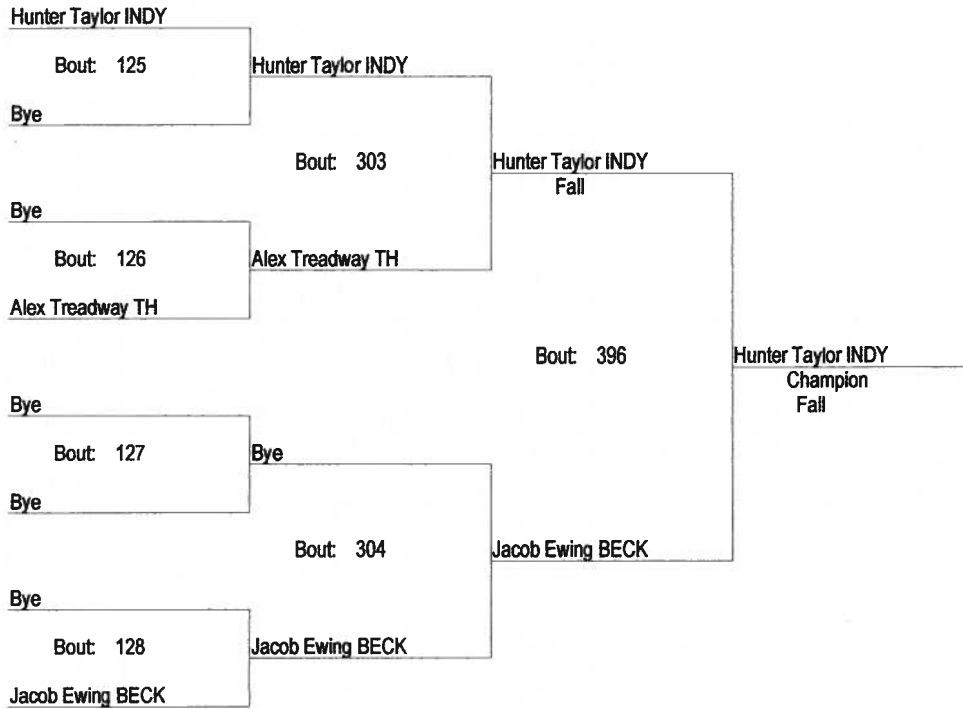 Hunter Taylor INDY
Bout: 125
Hunter Taylor INDY
Bye
Bout: 303
Hunter Taylor INDY
Fall
Bye
Bout: 126
Alex Treadway TH
Alex Treadway TH
Bout: 396
Hunter Taylor INDY
Champion
Fall
Bye
Bout: 127
Bye
Bye
Bout: 304
Jacob Ewing BECK
Bye
Bout: 128
Jacob Ewing BECK
Jacob Ewing BECK